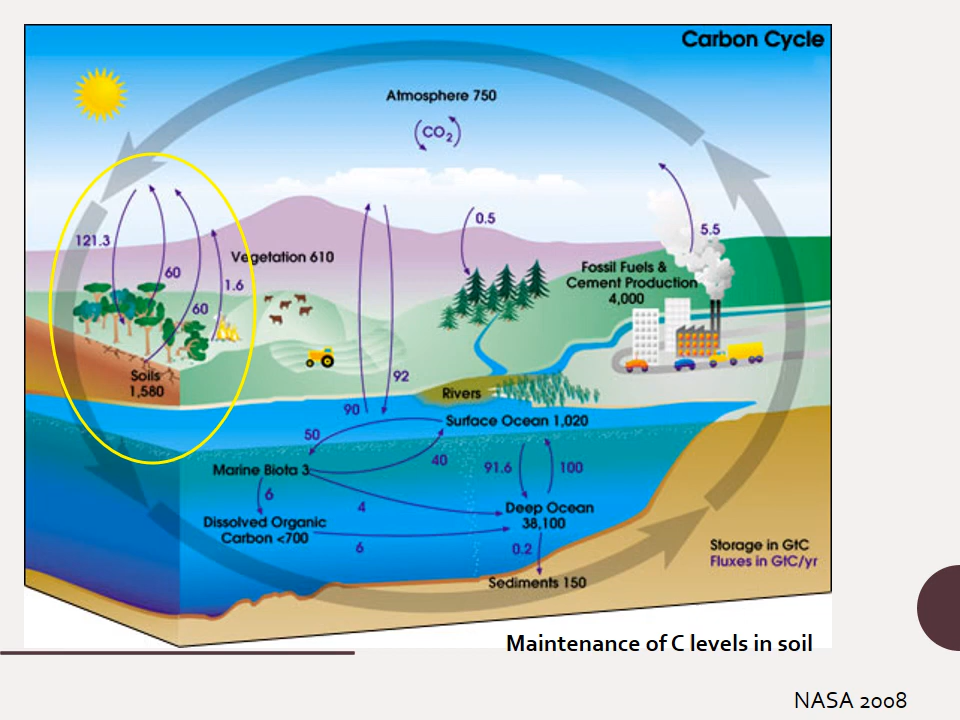 Carbon Cycle
Atmosphere 750
CO₂
0.5
121.3
5.5
Vegetation 610
60
1.6
Fossil Fuels &
Cement Production
4,000
60
Soils
1,580
92
Rivers
90
Surface Ocean 1,020
50
40
91.6
100
Marine Biota 3
6
4
Deep Ocean
38,100
Dissolved Organic
Carbon <700
6
0.2
Storage in GtC
Fluxes in GtC/yr
Sediments 150
Maintenance of C levels in soil
NASA 2008